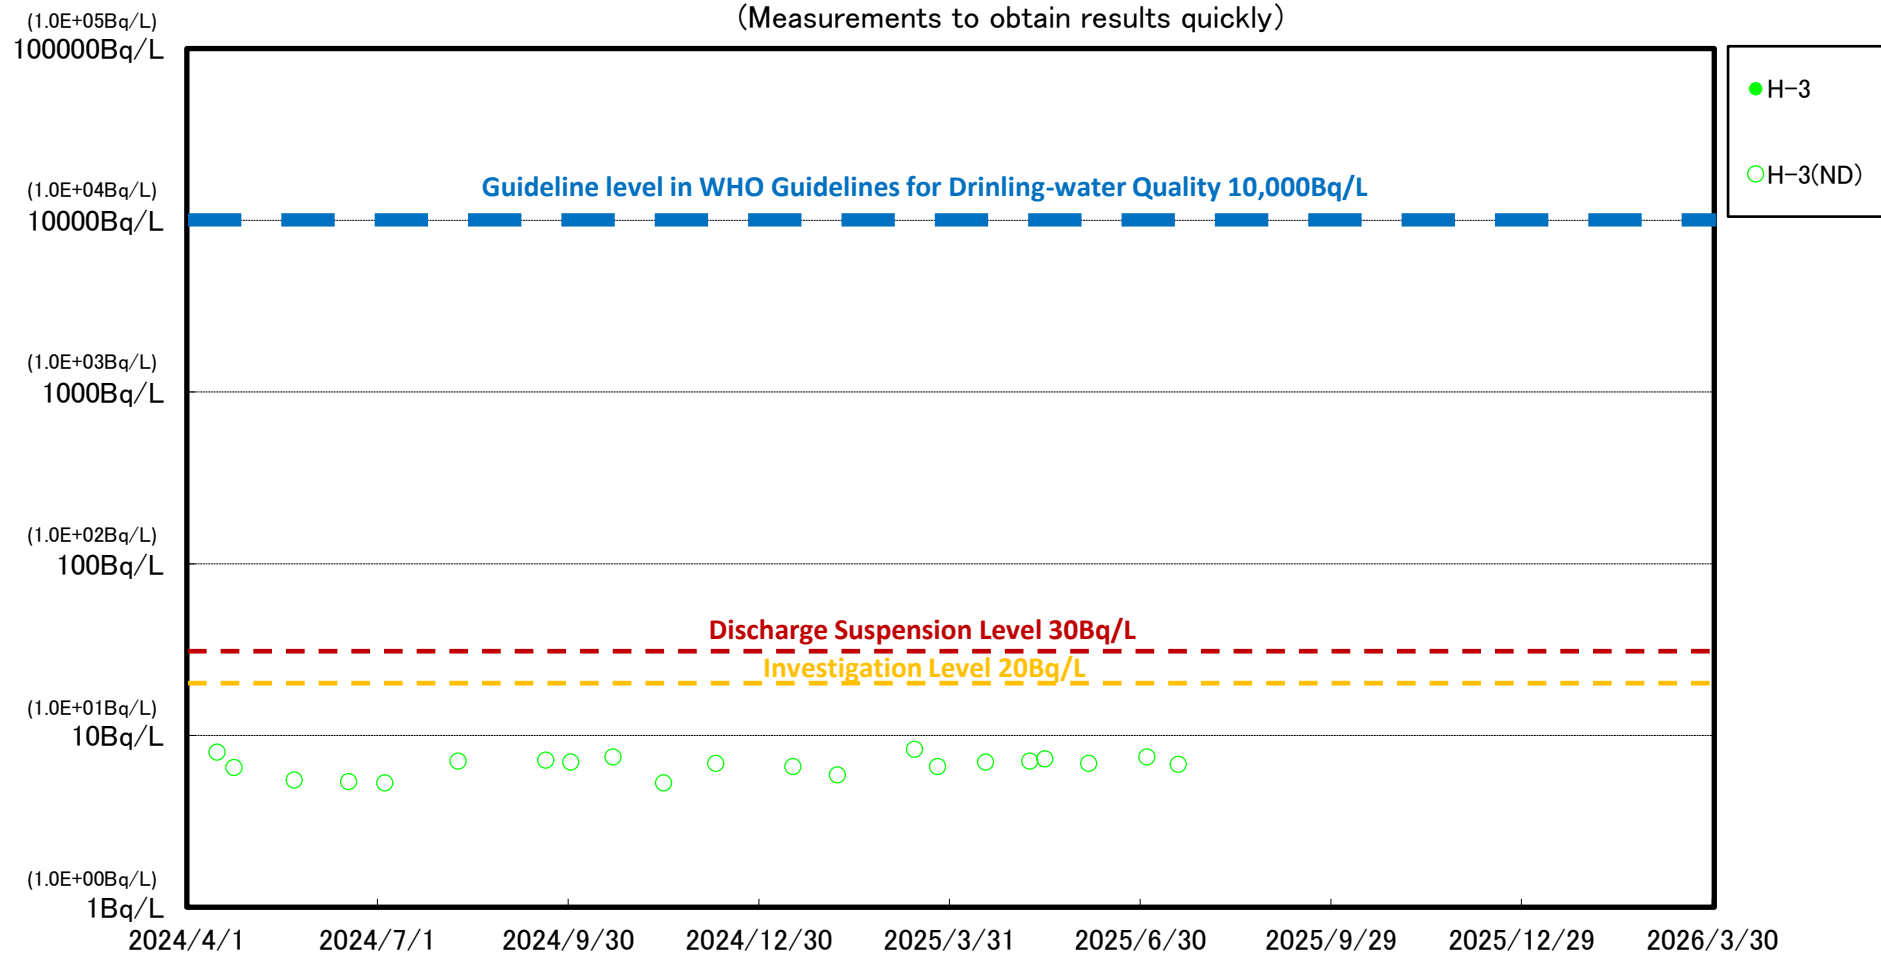 (Measurements to obtain results quickly)
(1.0E+05Bq/L)
100000Bq/L
H-3
H-3(ND)
Guideline level in WHO Guidelines for Drinling-water Quality 10,000Bq/L
(1.0E+04Bq/L)
10000Bq/L
(1.0E+03Bq/L)
1000Bq/L
(1.0E+02Bq/L)
100Bq/L
Discharge Suspension Level 30Bq/L
Investigation Level 20Bq/L
(1.0E+01Bq/L)
10Bq/L
(1.0E+00Bq/L)
1Bq/L
2024/4/1 2024/7/1 2024/9/30 2024/12/30 2025/3/31 2025/6/30 2025/9/29 2025/12/29 2026/3/30